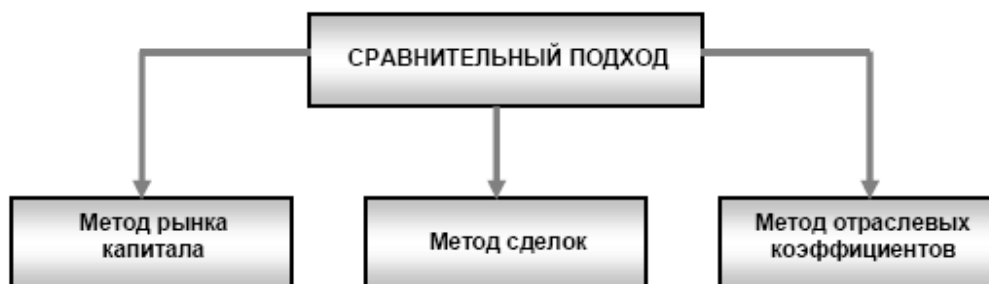 СРАВНИТЕЛЬНЫЙ ПОДХОД
Метод рынка
капитала
Метод сделок
Метод отраслевых
коэффициентов